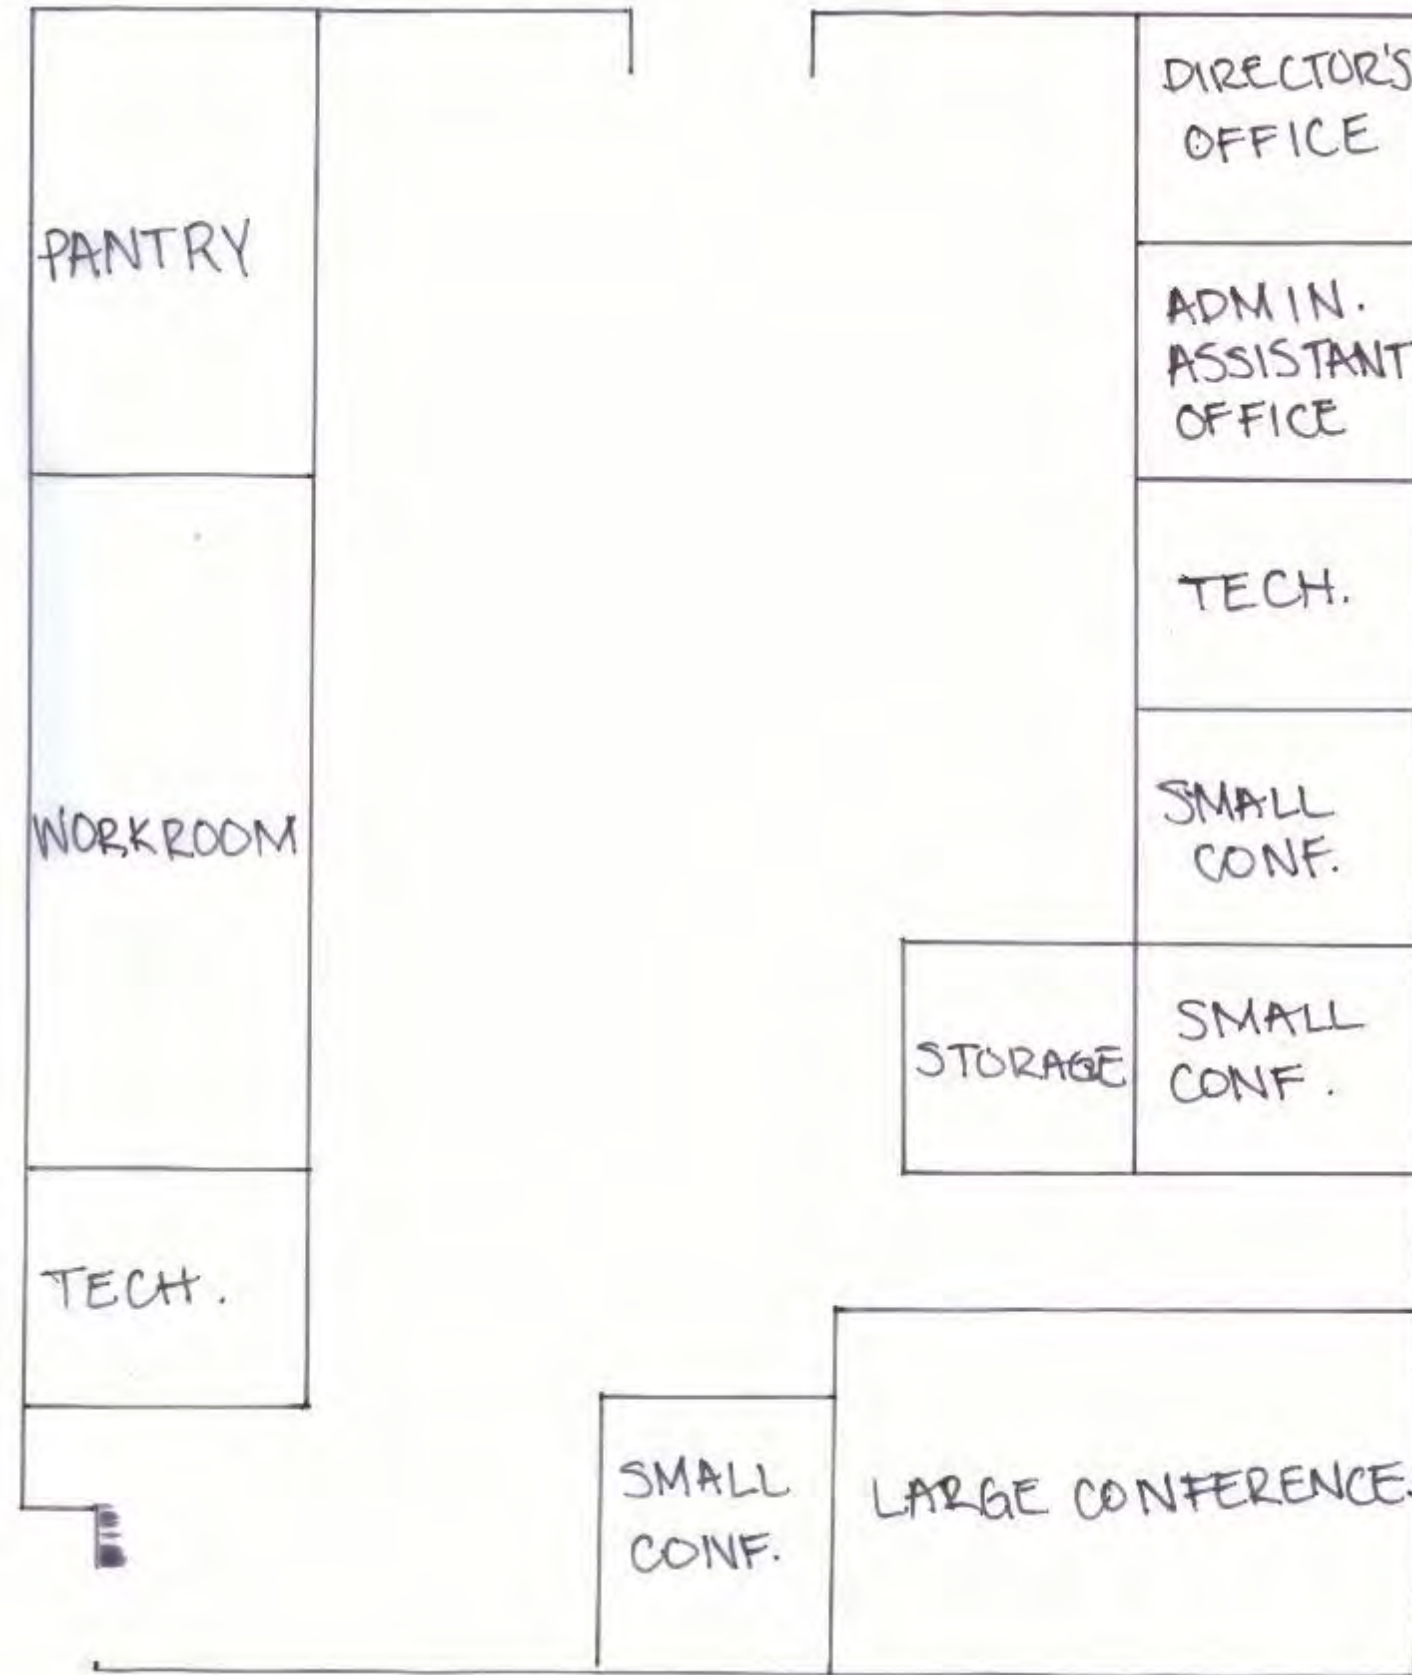 DIRECTOR'S
OFFICE
PANTRY
ADMIN.
ASSISTANT
OFFICE
TECH.
WORKROOM
SMALL
CONF.
STORAGE
SMALL
CONF.
TECH.
SMALL
CONF.
LARGE CONFERENCE.